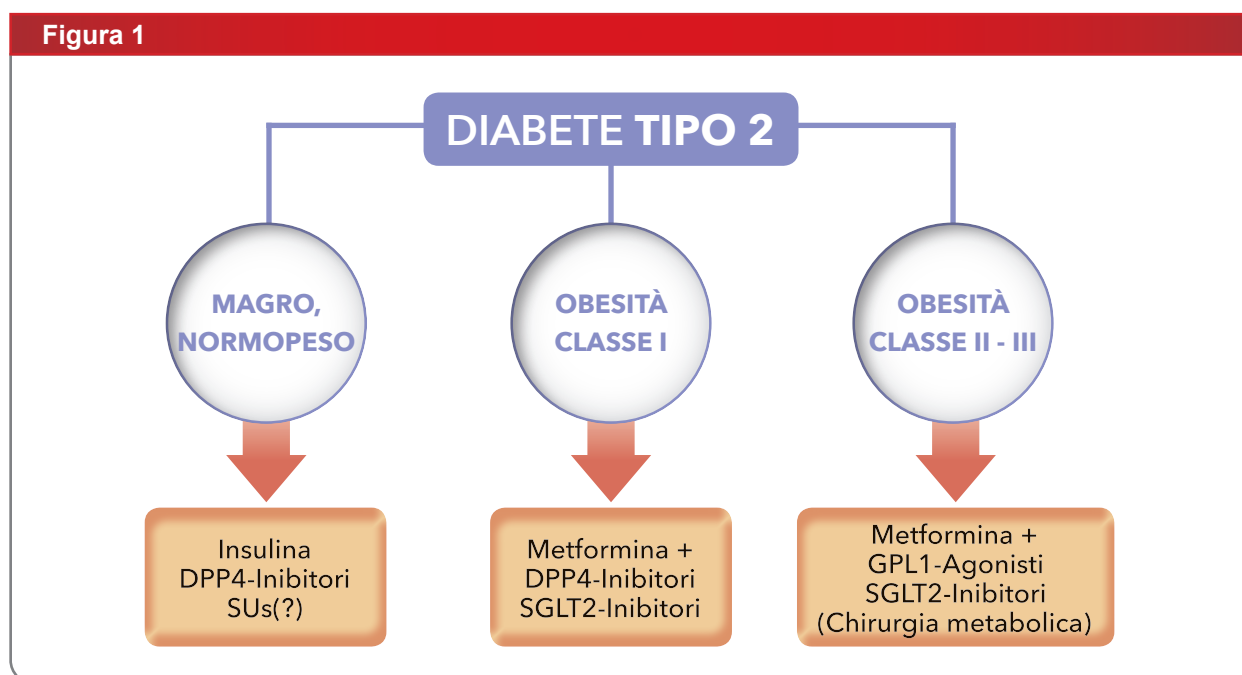 Figura 1
DIABETE TIPO 2
MAGRO,
NORMOPESO
OBESITÀ
CLASSE I
OBESITÀ
CLASSE II - III
Insulina
DPP4-Inibitori
SUs(?)
Metformina +
DPP4-Inibitori
SGLT2-Inibitori
Metformina +
GPL1-Agonisti
SGLT2-Inibitori
(Chirurgia metabolica)